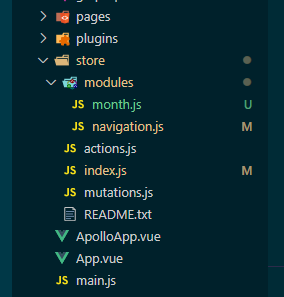 pages
plugins
store
modules
JS month.js U
JS navigation.js M
JS actions.js
JS index.js M
JS mutations.js
README.txt
ApolloApp.vue
App.vue
JS main.js